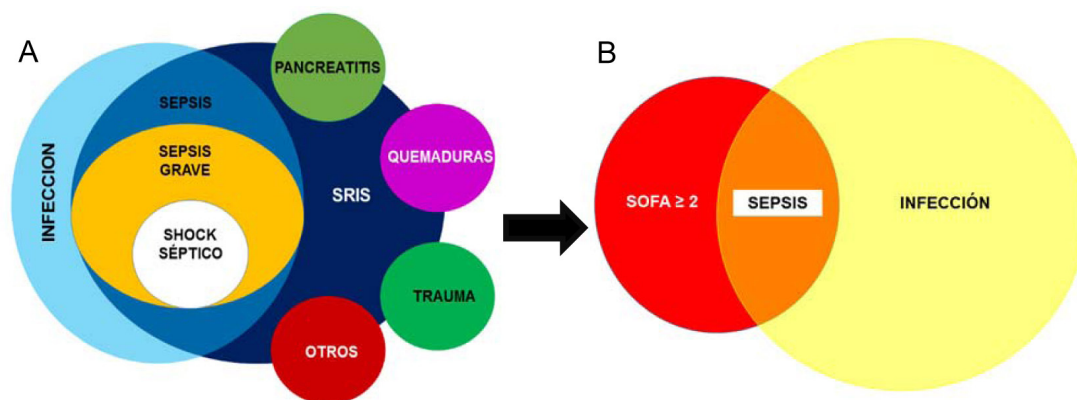 A
PANCREATITIS
SEPSIS
QUEMADURAS
SEPSIS
GRAVE
INFECCION
SRIS
SHOCK
SÉPTICO
TRAUMA
OTROS
B
SOFA ≥ 2
SEPSIS
INFECCIÓN